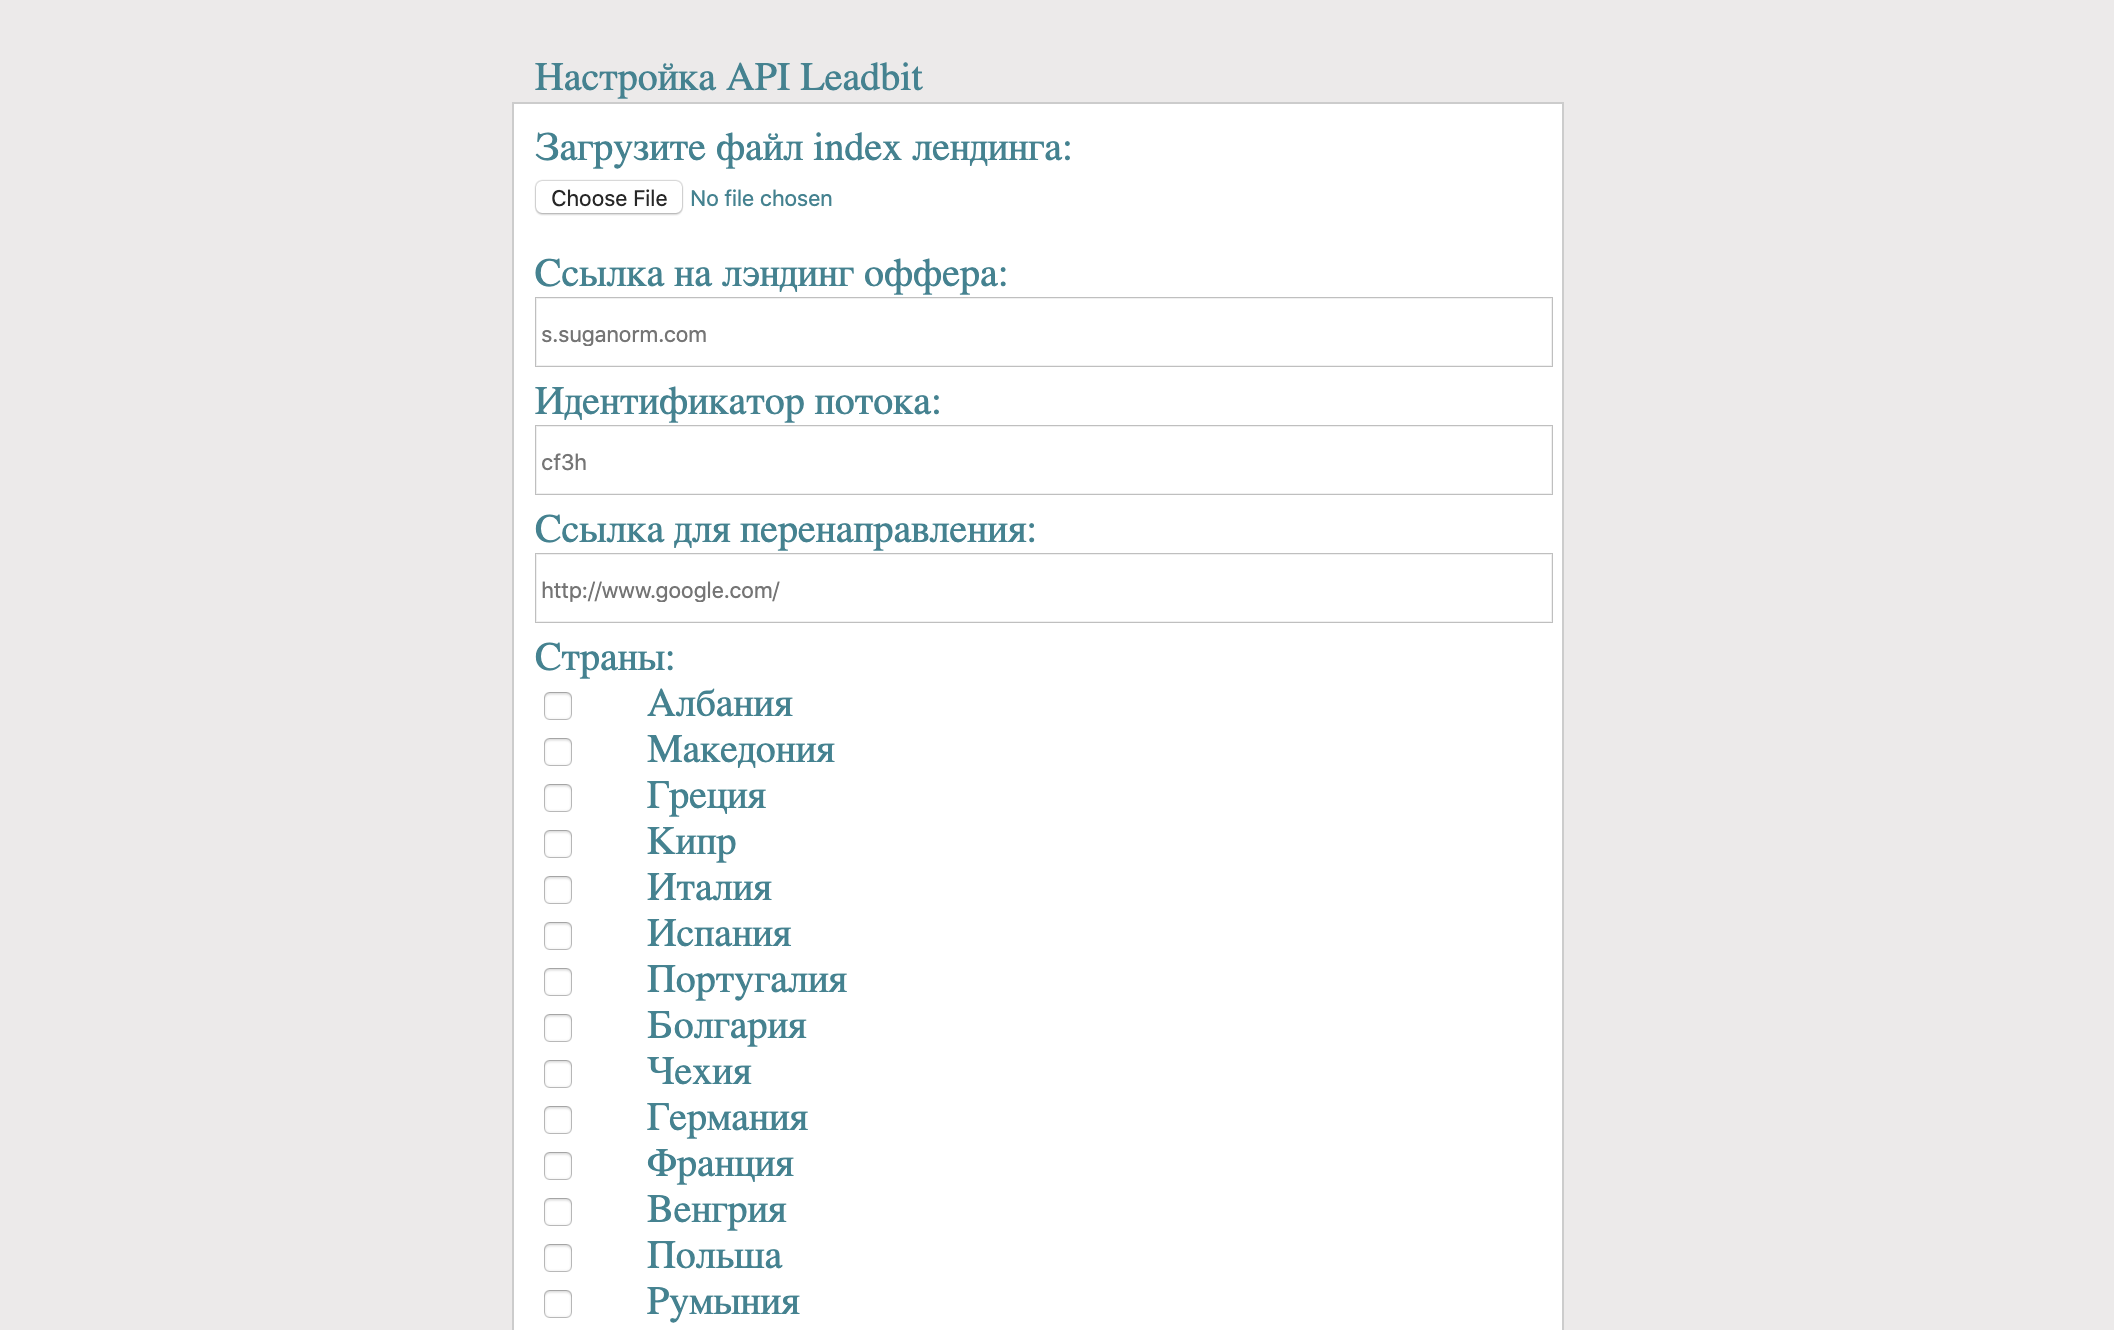 Настройка API Leadbit
Загрузите файл index лендинга:
Choose File No file chosen
Ссылка на лэндинг оффера:
s.suganorm.com
Идентификатор потока:
cf3h
Ссылка для перенаправления:
http://www.google.com/
Страны:
Албания
Македония
Греция
Кипр
Италия
Испания
Португалия
Болгария
Чехия
Германия
Франция
Венгрия
Польша
Румыния